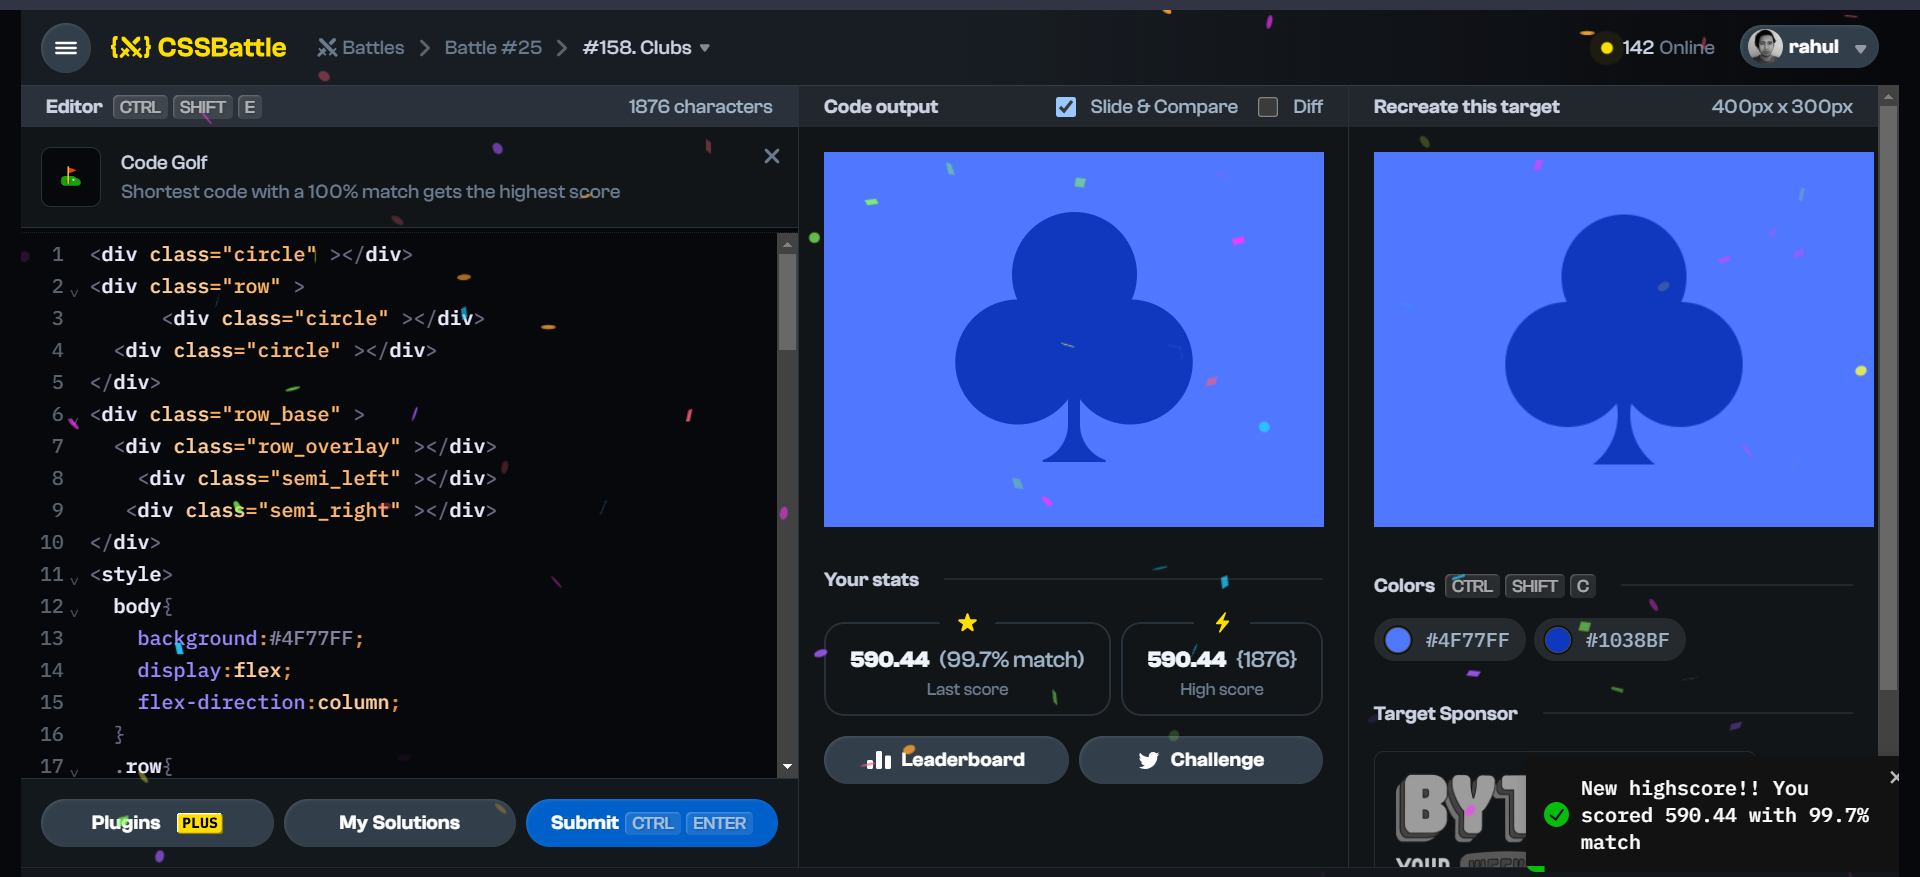 {X} CSSBattle
Battles > Battle #25 > #158. Clubs
142 Online
rahul
Editor CTRL SHIFT E
1876 characters
Code Golf
Shortest code with a 100% match gets the highest score
1 <div class="circle" ></div>
2 <div class="row" >
3 <div class="circle" ></div>
4 <div class="circle" ></div>
5 </div>
6 <div class="row_base" >
7 <div class="row_overlay" ></div>
8 <div class="semi_left" ></div>
9 <div class="semi_right" ></div>
10 </div>
11 <style>
12 body{
13 background:#4F77FF;
14 display:flex;
15 flex-direction:column;
16 }
17 .row{
Plugins PLUS
My Solutions
Submit CTRL ENTER
Code output
Slide & Compare
Diff
Your stats
590.44 (99.7% match)
Last score
590.44 {1876}
High score
Leaderboard
Challenge
Recreate this target
400px x 300px
Colors CTRL SHIFT C
#4F77FF
#1038BF
Target Sponsor
BYT
YOUR
New highscore!! You
scored 590.44 with 99.7%
match